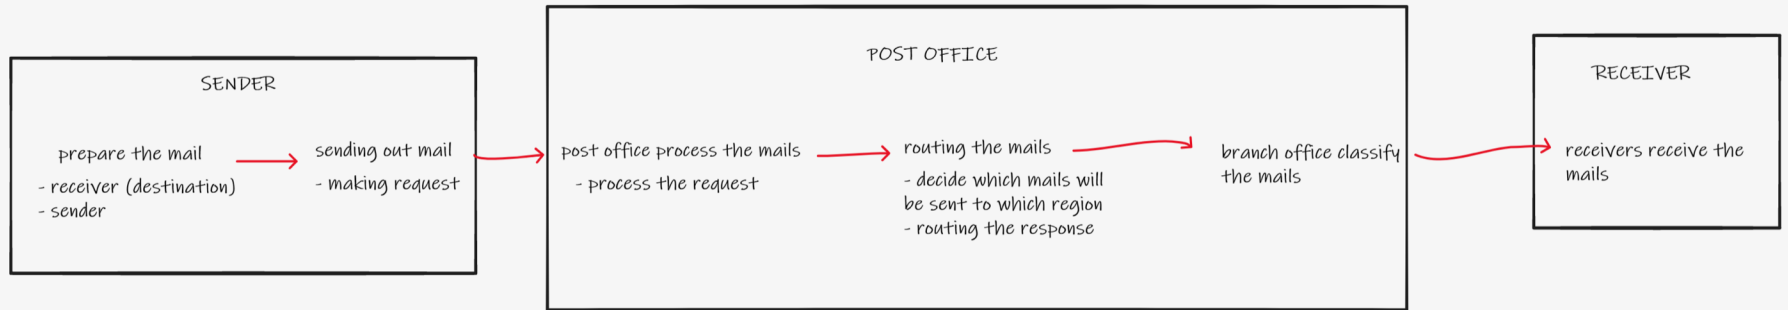 SENDER
prepare the mail
- receiver (destination)
- sender
sending out mail
- making request
POST OFFICE
post office process the mails
- process the request
routing the mails
- decide which mails will
be sent to which region
- routing the response
branch office classify
the mails
RECEIVER
receivers receive the
mails